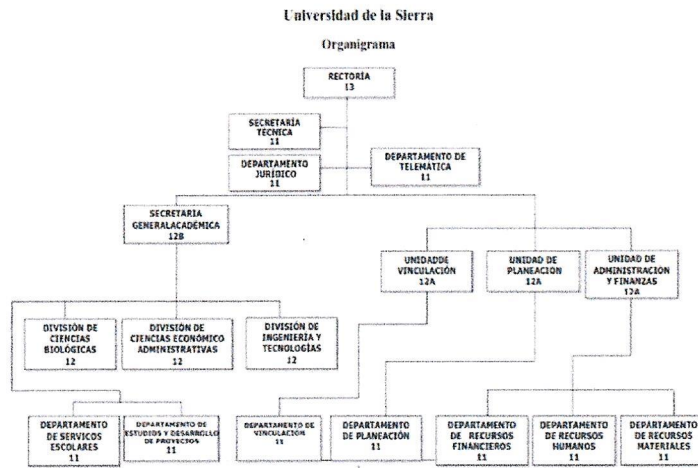 Universidad de la Sierra
Organigrama
RECTORÍA
13
SECRETARÍA
TÉCNICA
11
DEPARTAMENTO
JURÍDICO
11
DEPARTAMENTO DE
TELEMÁTICA
11
SECRETARIA
GENERALACADÉMICA
12B
UNIDADDE
VINCULACIÓN
12A
UNIDAD DE
PLANEACION
12A
UNIDAD DE
ADMINISTRACIÓN
Y FINANZAS
12A
DIVISIÓN DE
CIENCIAS
BIOLÓGICAS
12
DIVISIÓN DE
CIENCIAS ECONÓMICO
ADMINISTRATIVAS
12
DIVISIÓN DE
INGENIERIA Y
TECNOLOGÍAS
12
DEPARTAMENTO
DE SERVICOS
ESCOLARES
11
DEPARTAMENTO DE
ESTUDIOS Y DESARROLLO
DE PROYECTOS
11
DEPARTAMENTO DE
VINCULACION
11
DEPARTAMENTO
DE PLANEACIÓN
11
DEPARTAMENTO
DE RECURSOS
FINANCIEROS
11
DEPARTAMENTO
DE RECURSOS
HUMANOS
11
DEPARTAMENTO
DE RECURSOS
MATERIALES
11